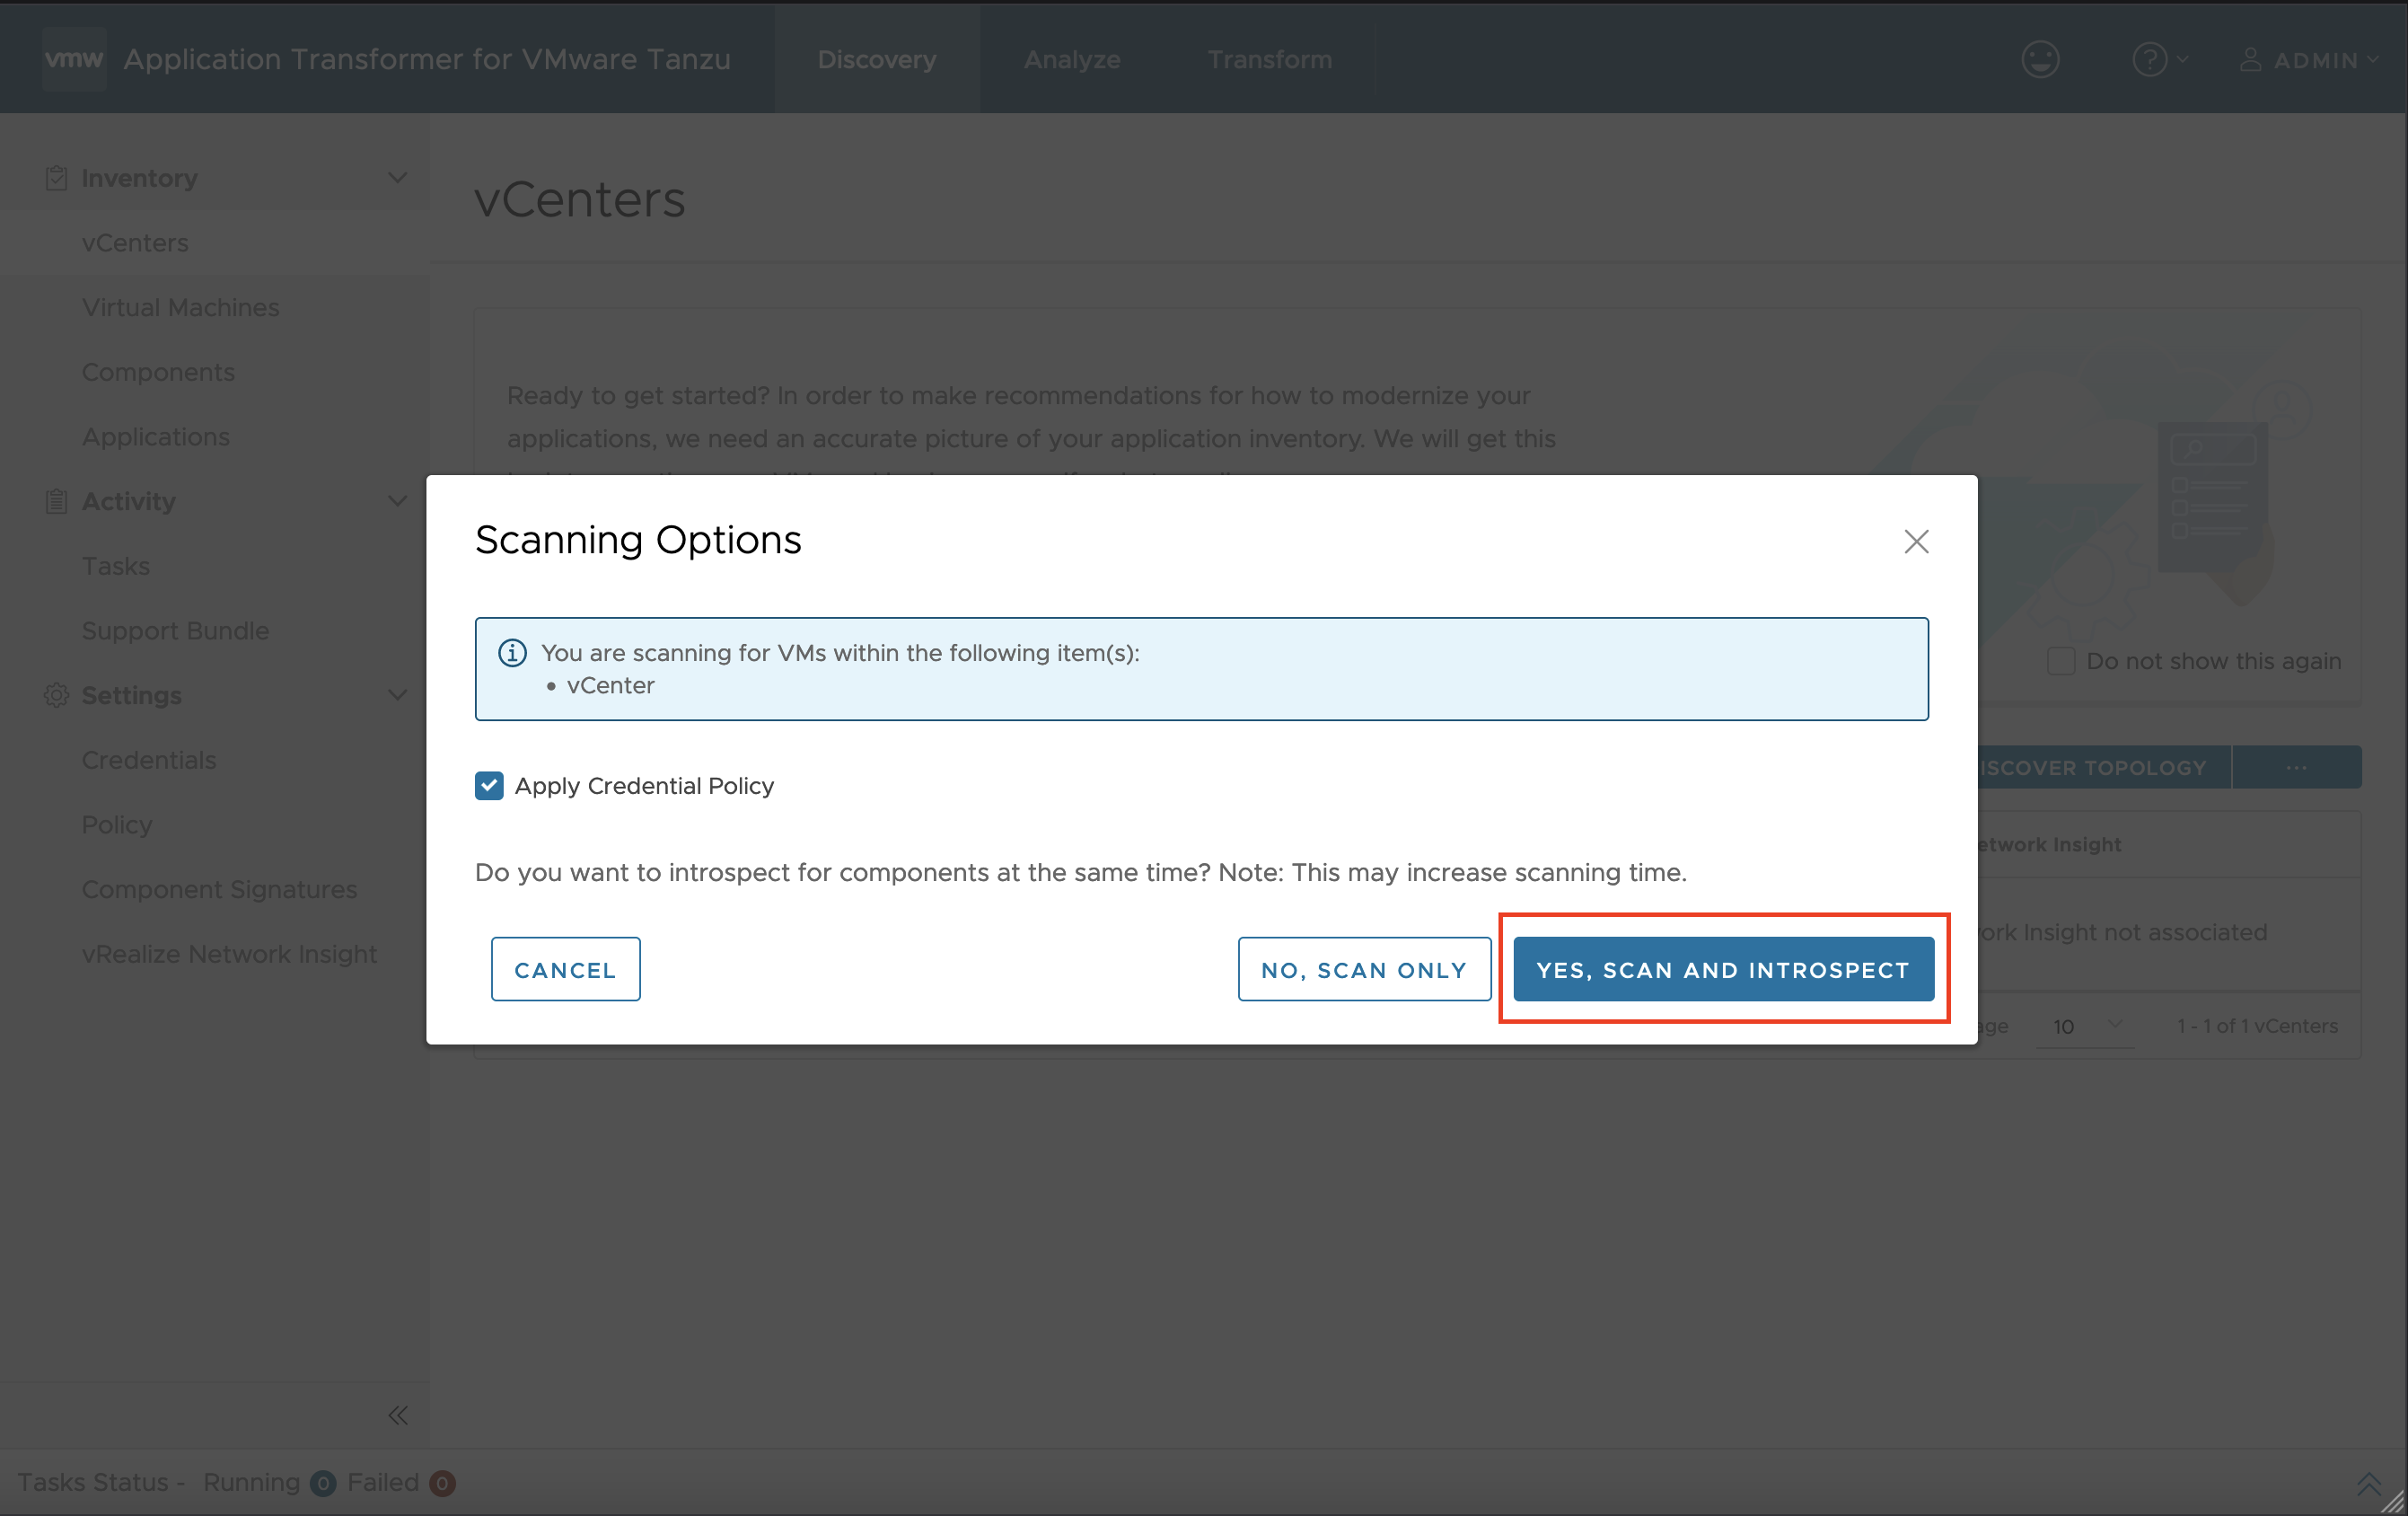 vmw Application Transformer for VMware Tanzu Discovery Analyze Transform ADMIN
Inventory
vCenters
Virtual Machines
Components
Applications
Activity
Tasks
Support Bundle
Settings
Credentials
Policy
Component Signatures
vRealize Network Insight
vCenters
Ready to get started? In order to make recommendations for how to modernize your
applications, we need an accurate picture of your application inventory. We will get this
Do not show this again
ISCOVER TOPOLOGY ...
etwork Insight
ork Insight not associated
age 10 1 - 1 of 1 vCenters
Scanning Options
You are scanning for VMs within the following item(s):
• vCenter
Apply Credential Policy
Do you want to introspect for components at the same time? Note: This may increase scanning time.
CANCEL NO, SCAN ONLY YES, SCAN AND INTROSPECT
Tasks Status - Running 0 Failed 0